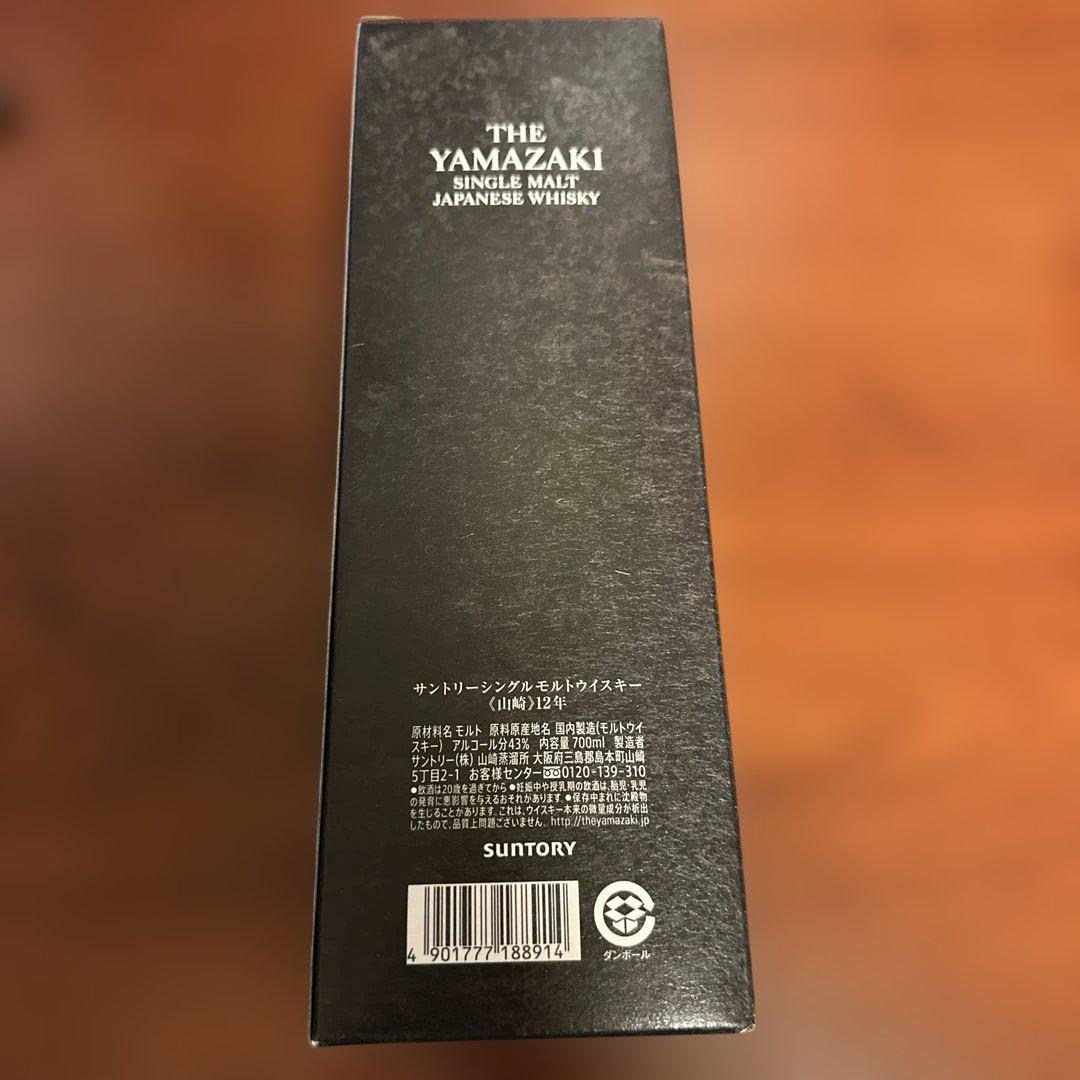 THE
YAMAZAKI
SINGLE MALT
JAPANESE WHISKY
サントリーシングルモルトウイスキー
《山崎》12年
原材料名 モルト 原料原産地名 国内製造(モルトウイ
スキー) アルコール分43% 内容量 700ml 製造者
サントリー(株) 山崎蒸溜所 大阪府三島郡島本町山崎
5丁目2-1 お客様センター 0120-139-310
●飲酒は20歳を過ぎてから ●妊娠中や授乳期の飲酒は、胎児・乳児
の発育に悪影響を与えるおそれがあります。●保存中まれに沈殿物
を生じることがあります。これは、ウイスキー本来の微量成分が析出
したもので、品質上問題ございません。 http://theyamazaki.jp
SUNTORY
4 901777 188914
ダンボール